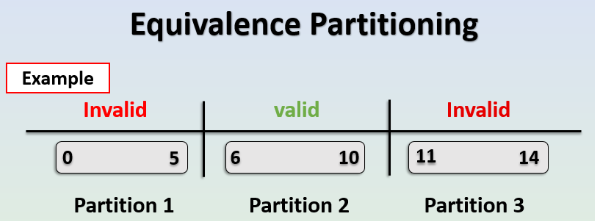 Equivalence Partitioning
Example
Invalid valid Invalid
0 5 6 10 11 14
Partition 1 Partition 2 Partition 3